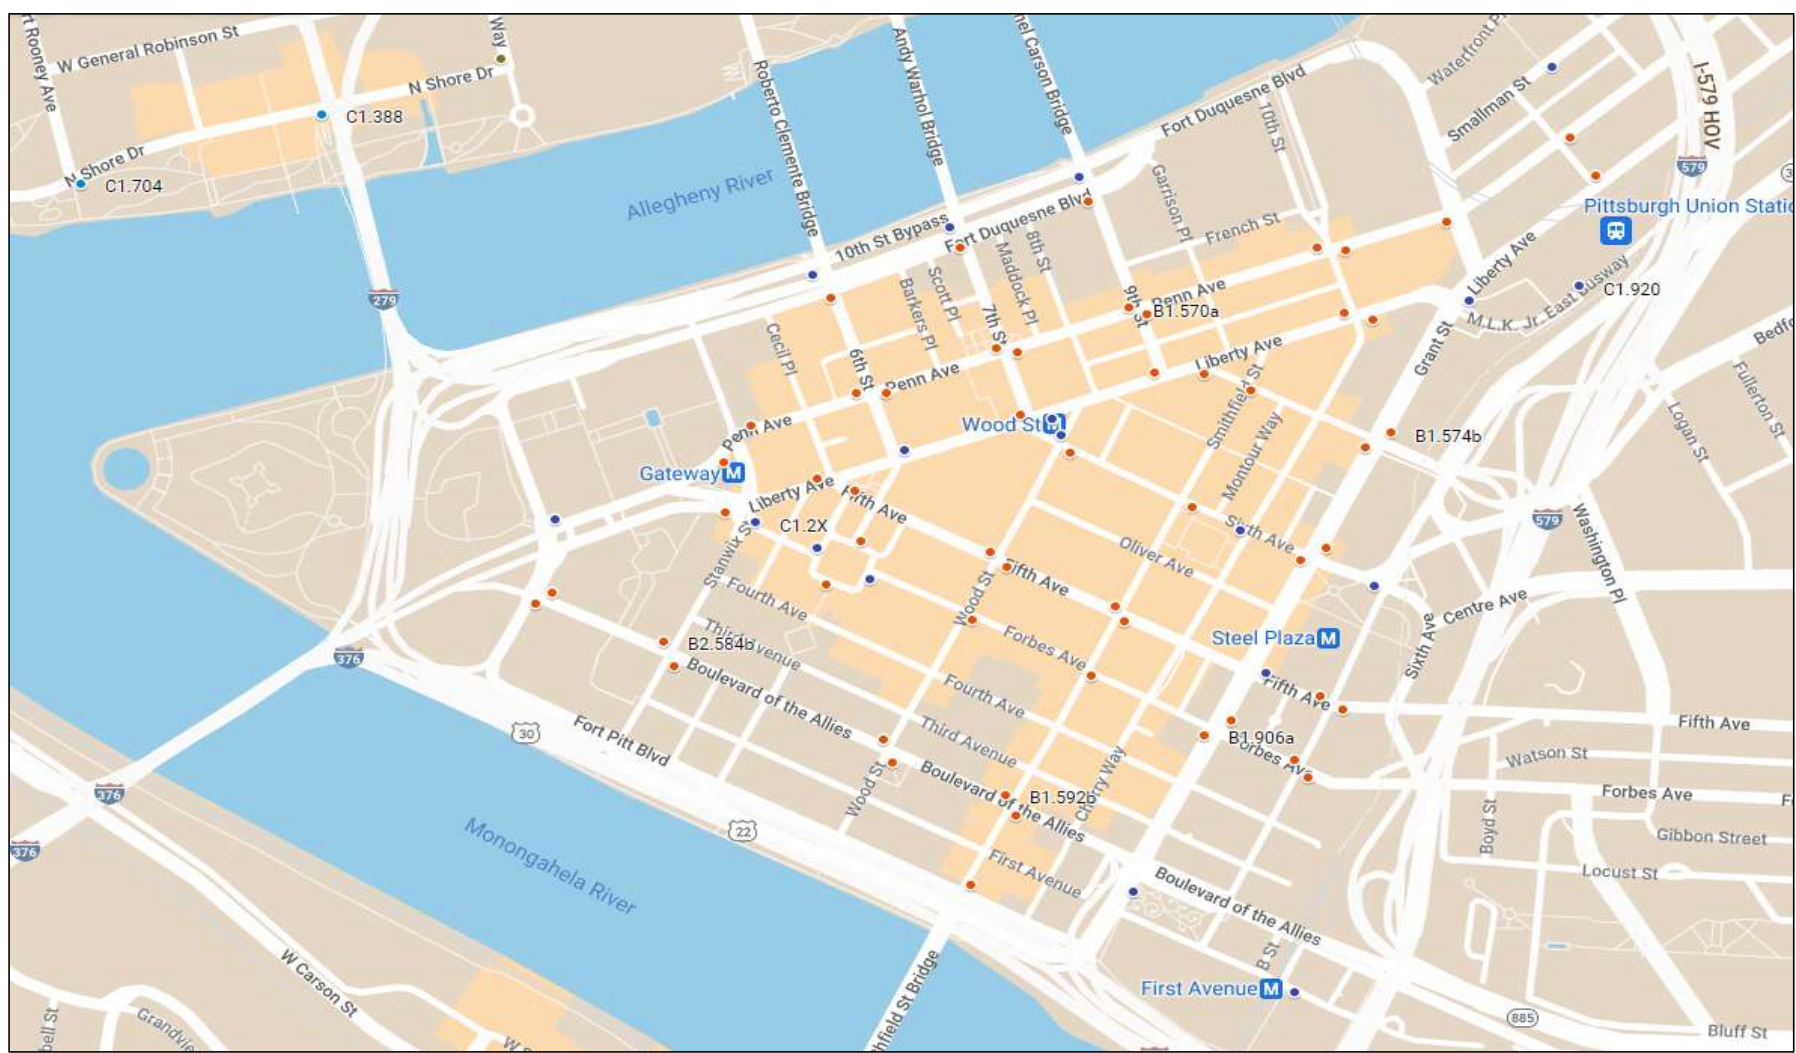 W General Robinson St
N Shore Dr
Way
C1.388
N Shore Dr
C1.704
Allegheny River
Roberto Clemente Bridge
Andy Warhol Bridge
nel Carson Bridge
Fort Duquesne Blvd
10th St
Waterfront Pl
Smallman St
I-579 HOV
579
Pittsburgh Union Statio
10th St Bypass
Fort Duquesne Blvd
Garrison Pl
French St
Liberty Ave
M.L.K. Jr. East Busway
C1.920
279
Barkers Pl
Scott Pl
Maddock Pl
8th St
7th St
9th St
Penn Ave
B1.570a
Cecil Pl
6th St
Penn Ave
Liberty Ave
Grant St
Smithfield St
Montour Way
Bedfo
Fullerton St
Logan St
Penn Ave
Wood St
B1.574b
Gateway
M
Liberty Ave
Fifth Ave
C1.2X
Stanwix St
Sixth Ave
Oliver Ave
579
Washington Pl
Fourth Ave
Wood St
Fifth Ave
Centre Ave
Sixth Ave
Third Avenue
B2.584b
Forbes Ave
Steel Plaza
M
376
Boulevard of the Allies
Fourth Ave
Fifth Ave
Fifth Ave
30
Fort Pitt Blvd
Third Avenue
B1.906a
Forbes Ave
Watson St
Wood St
Boulevard of the Allies
B1.592b
Cherry Way
Forbes Ave
376
376
22
Boyd St
Gibbon Street
Monongahela River
First Avenue
Boulevard of the Allies
Locust St
B St
W Carson St
hfield St Bridge
First Avenue
M
885
Bluff St
bell St
Grandvie